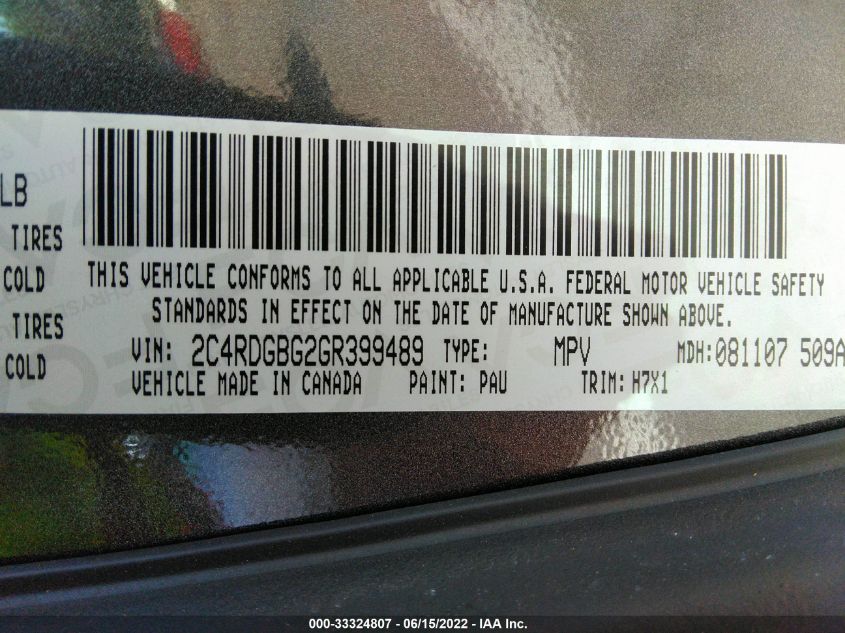 LB
TIRES
COLD
TIRES
COLD
THIS VEHICLE CONFORMS TO ALL APPLICABLE U.S.A. FEDERAL MOTOR VEHICLE SAFETY
STANDARDS IN EFFECT ON THE DATE OF MANUFACTURE SHOWN ABOVE.
VIN: 2C4RDGBG2GR399489 TYPE: MPV MDH:081107 509A
VEHICLE MADE IN CANADA PAINT: PAU TRIM: H7X1
000-33324807 - 06/15/2022 - IAA Inc.